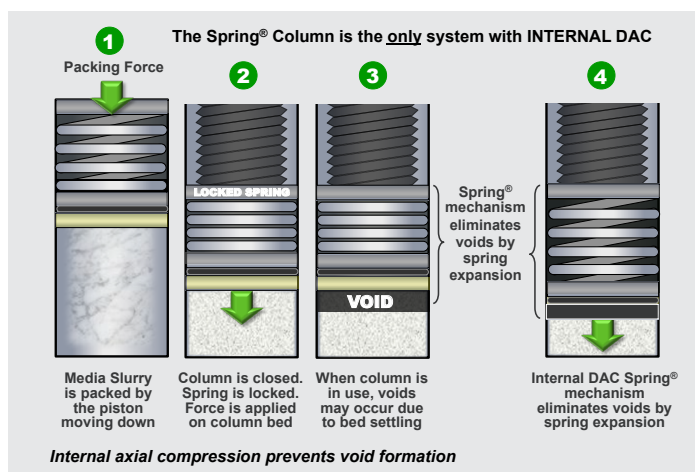 The Spring® Column is the only system with INTERNAL DAC
1
Packing Force
2
3
4
LOCKED SPRING
VOID
Spring®
mechanism
eliminates
voids by
spring
expansion
Media Slurry
is packed by
the piston
moving down
Column is closed.
Spring is locked.
Force is applied
on column bed
When column is
in use, voids
may occur due
to bed settling
Internal DAC Spring®
mechanism
eliminates voids by
spring expansion
Internal axial compression prevents void formation